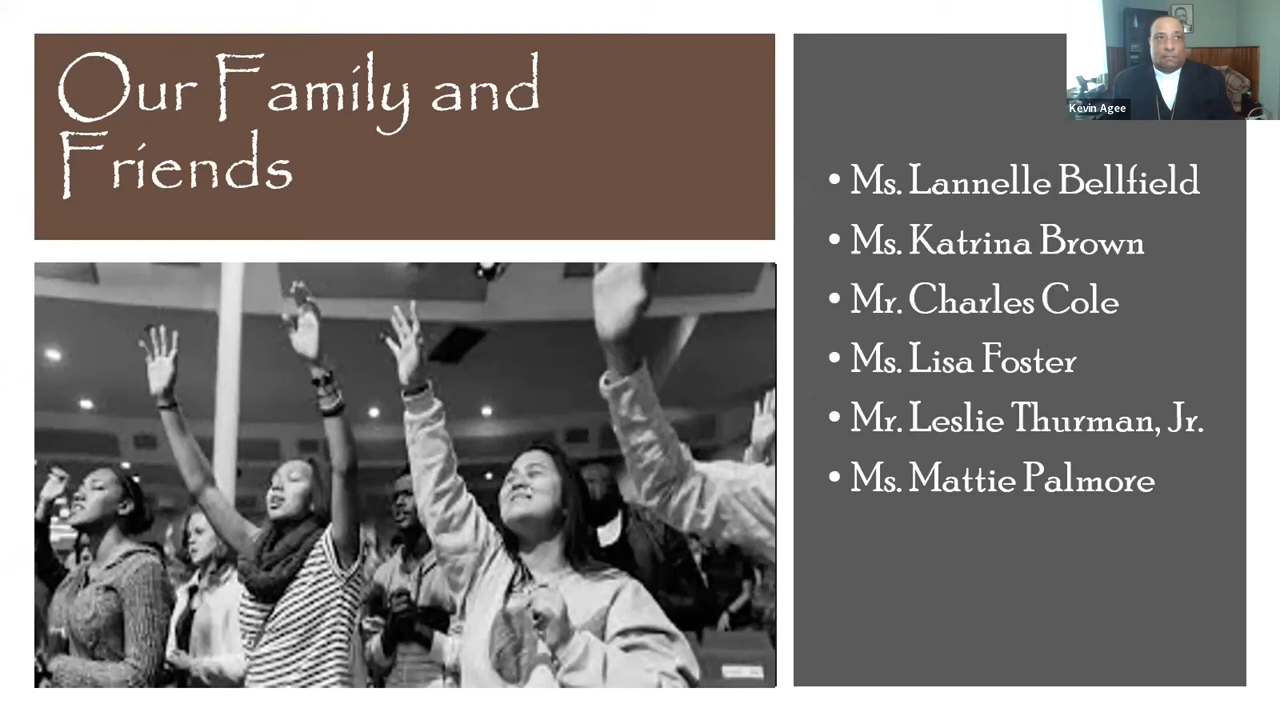 Our Family and
Friends
Kevin Agee
• Ms. Lannelle Bellfield
• Ms. Katrina Brown
• Mr. Charles Cole
• Ms. Lisa Foster
• Mr. Leslie Thurman, Jr.
• Ms. Mattie Palmore